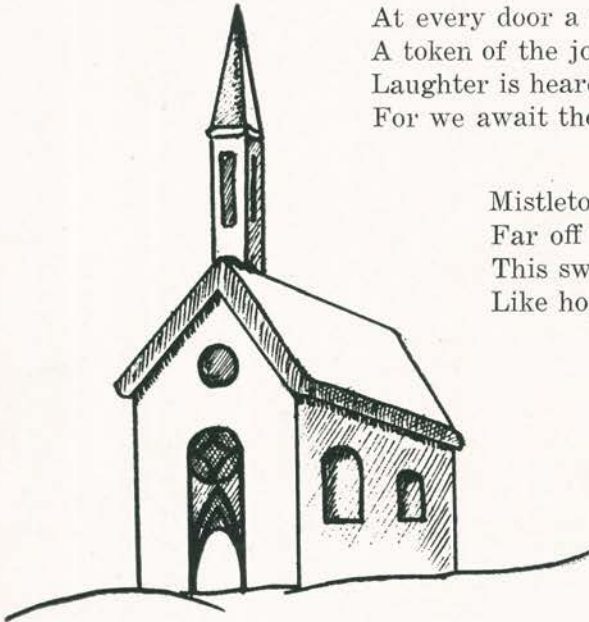 At every door a
A token of the jo
Laughter is heard
For we await the
Mistleto
Far off
This sw
Like ho